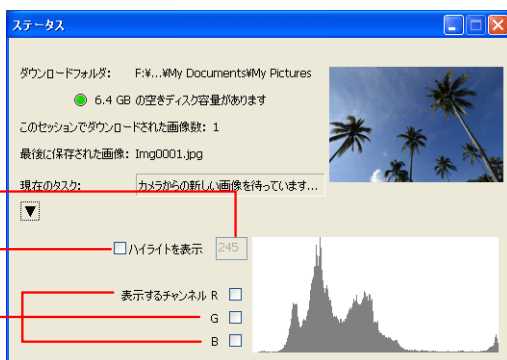 ステータス
ダウンロードフォルダ: F:¥...¥My Documents¥My Pictures
6.4 GB の空きディスク容量があります
このセッションでダウンロードされた画像数: 1
最後に保存された画像: Img0001.jpg
現在のタスク: カメラからの新しい画像を待っています...
ハイライトを表示 245
表示するチャンネル R
G
B